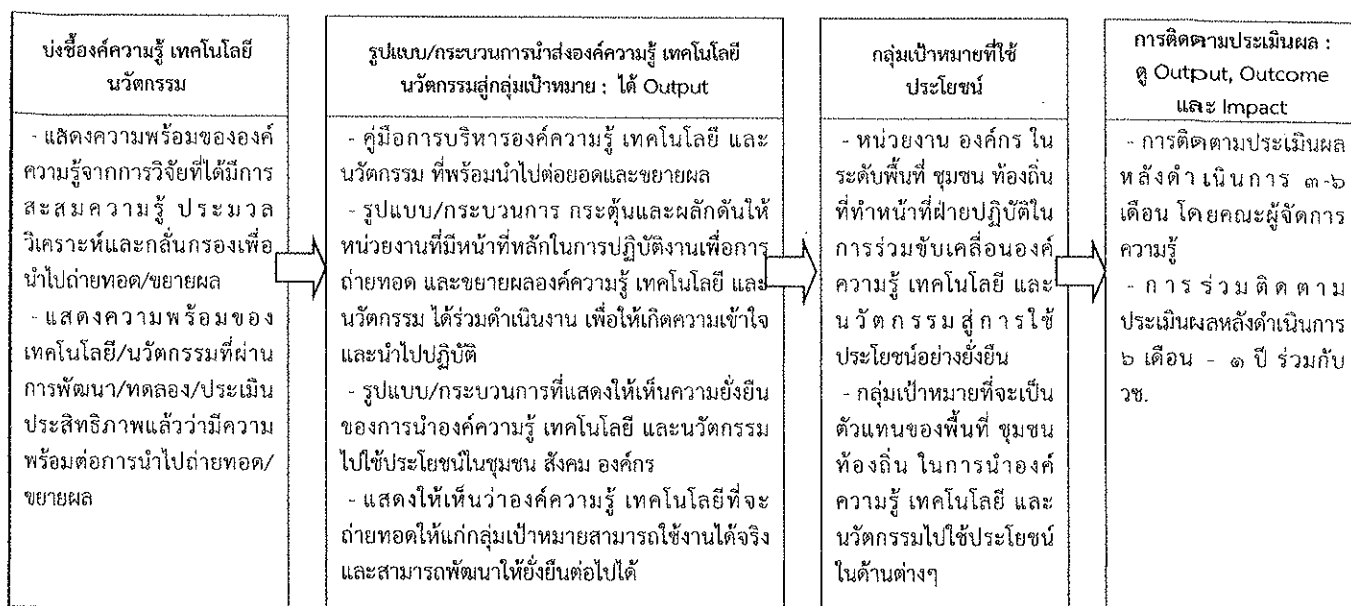 บ่งชี้องค์ความรู้ เทคโนโลยี
นวัตกรรม
- แสดงความพร้อมขององค์
ความรู้จากการวิจัยที่ได้มีการ
สะสมความรู้ ประมวล
วิเคราะห์และกลั่นกรองเพื่อ
นำไปถ่ายทอด/ขยายผล
- แสดงความพร้อมของ
เทคโนโลยี/นวัตกรรมที่ผ่าน
การพัฒนา/ทดลอง/ประเมิน
ประสิทธิภาพแล้วว่ามีความ
พร้อมต่อการนำไปถ่ายทอด/
ขยายผล
รูปแบบ/กระบวนการนำส่งองค์ความรู้ เทคโนโลยี
นวัตกรรมสู่กลุ่มเป้าหมาย : ได้ Output
- คู่มือการบริหารองค์ความรู้ เทคโนโลยี และ
นวัตกรรม ที่พร้อมนำไปต่อยอดและขยายผล
- รูปแบบ/กระบวนการ กระตุ้นและผลักดันให้
หน่วยงานที่มีหน้าที่หลักในการปฏิบัติงานเพื่อการ
ถ่ายทอด และขยายผลองค์ความรู้ เทคโนโลยี และ
นวัตกรรม ได้ร่วมดำเนินงาน เพื่อให้เกิดความเข้าใจ
และนำไปปฏิบัติ
- รูปแบบ/กระบวนการที่แสดงให้เห็นความยั่งยืน
ของการนำองค์ความรู้ เทคโนโลยี และนวัตกรรม
ไปใช้ประโยชน์ในชุมชน สังคม องค์กร
- แสดงให้เห็นว่าองค์ความรู้ เทคโนโลยีที่จะ
ถ่ายทอดให้แก่กลุ่มเป้าหมายสามารถใช้งานได้จริง
และสามารถพัฒนาให้ยั่งยืนต่อไปได้
กลุ่มเป้าหมายที่ใช้
ประโยชน์
- หน่วยงาน องค์กร ใน
ระดับพื้นที่ ชุมชน ท้องถิ่น
ที่ทำหน้าที่ฝ่ายปฏิบัติใน
การร่วมขับเคลื่อนองค์
ความรู้ เทคโนโลยี และ
นวัตกรรมสู่การใช้
ประโยชน์อย่างยั่งยืน
- กลุ่มเป้าหมายที่จะเป็น
ตัวแทนของพื้นที่ ชุมชน
ท้องถิ่น ในการนำองค์
ความรู้ เทคโนโลยี และ
นวัตกรรมไปใช้ประโยชน์
ในด้านต่างๆ
การติดตามประเมินผล :
ดู Output, Outcome
และ Impact
- การติดตามประเมินผล
หลังดำเนินการ ๓-๖
เดือน โดยคณะผู้จัดการ
ความรู้
- การร่วมติดตาม
ประเมินผลหลังดำเนินการ
๖ เดือน - ๑ ปี ร่วมกับ
วช.